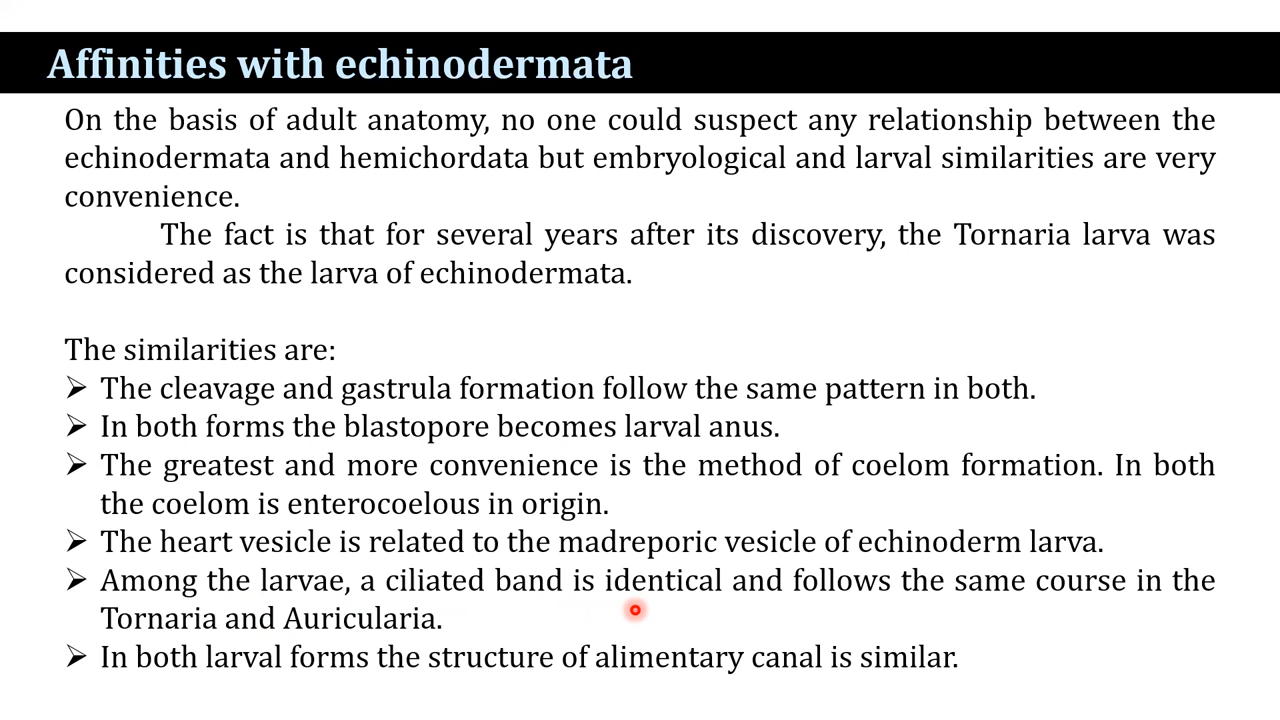 Affinities with echinodermata
On the basis of adult anatomy, no one could suspect any relationship between the
echinodermata and hemichordata but embryological and larval similarities are very
convenience.
The fact is that for several years after its discovery, the Tornaria larva was
considered as the larva of echinodermata.
The similarities are:
➢ The cleavage and gastrula formation follow the same pattern in both.
➢ In both forms the blastopore becomes larval anus.
➢ The greatest and more convenience is the method of coelom formation. In both
the coelom is enterocoelous in origin.
➢ The heart vesicle is related to the madreporic vesicle of echinoderm larva.
➢ Among the larvae, a ciliated band is identical and follows the same course in the
Tornaria and Auricularia.
➢ In both larval forms the structure of alimentary canal is similar.